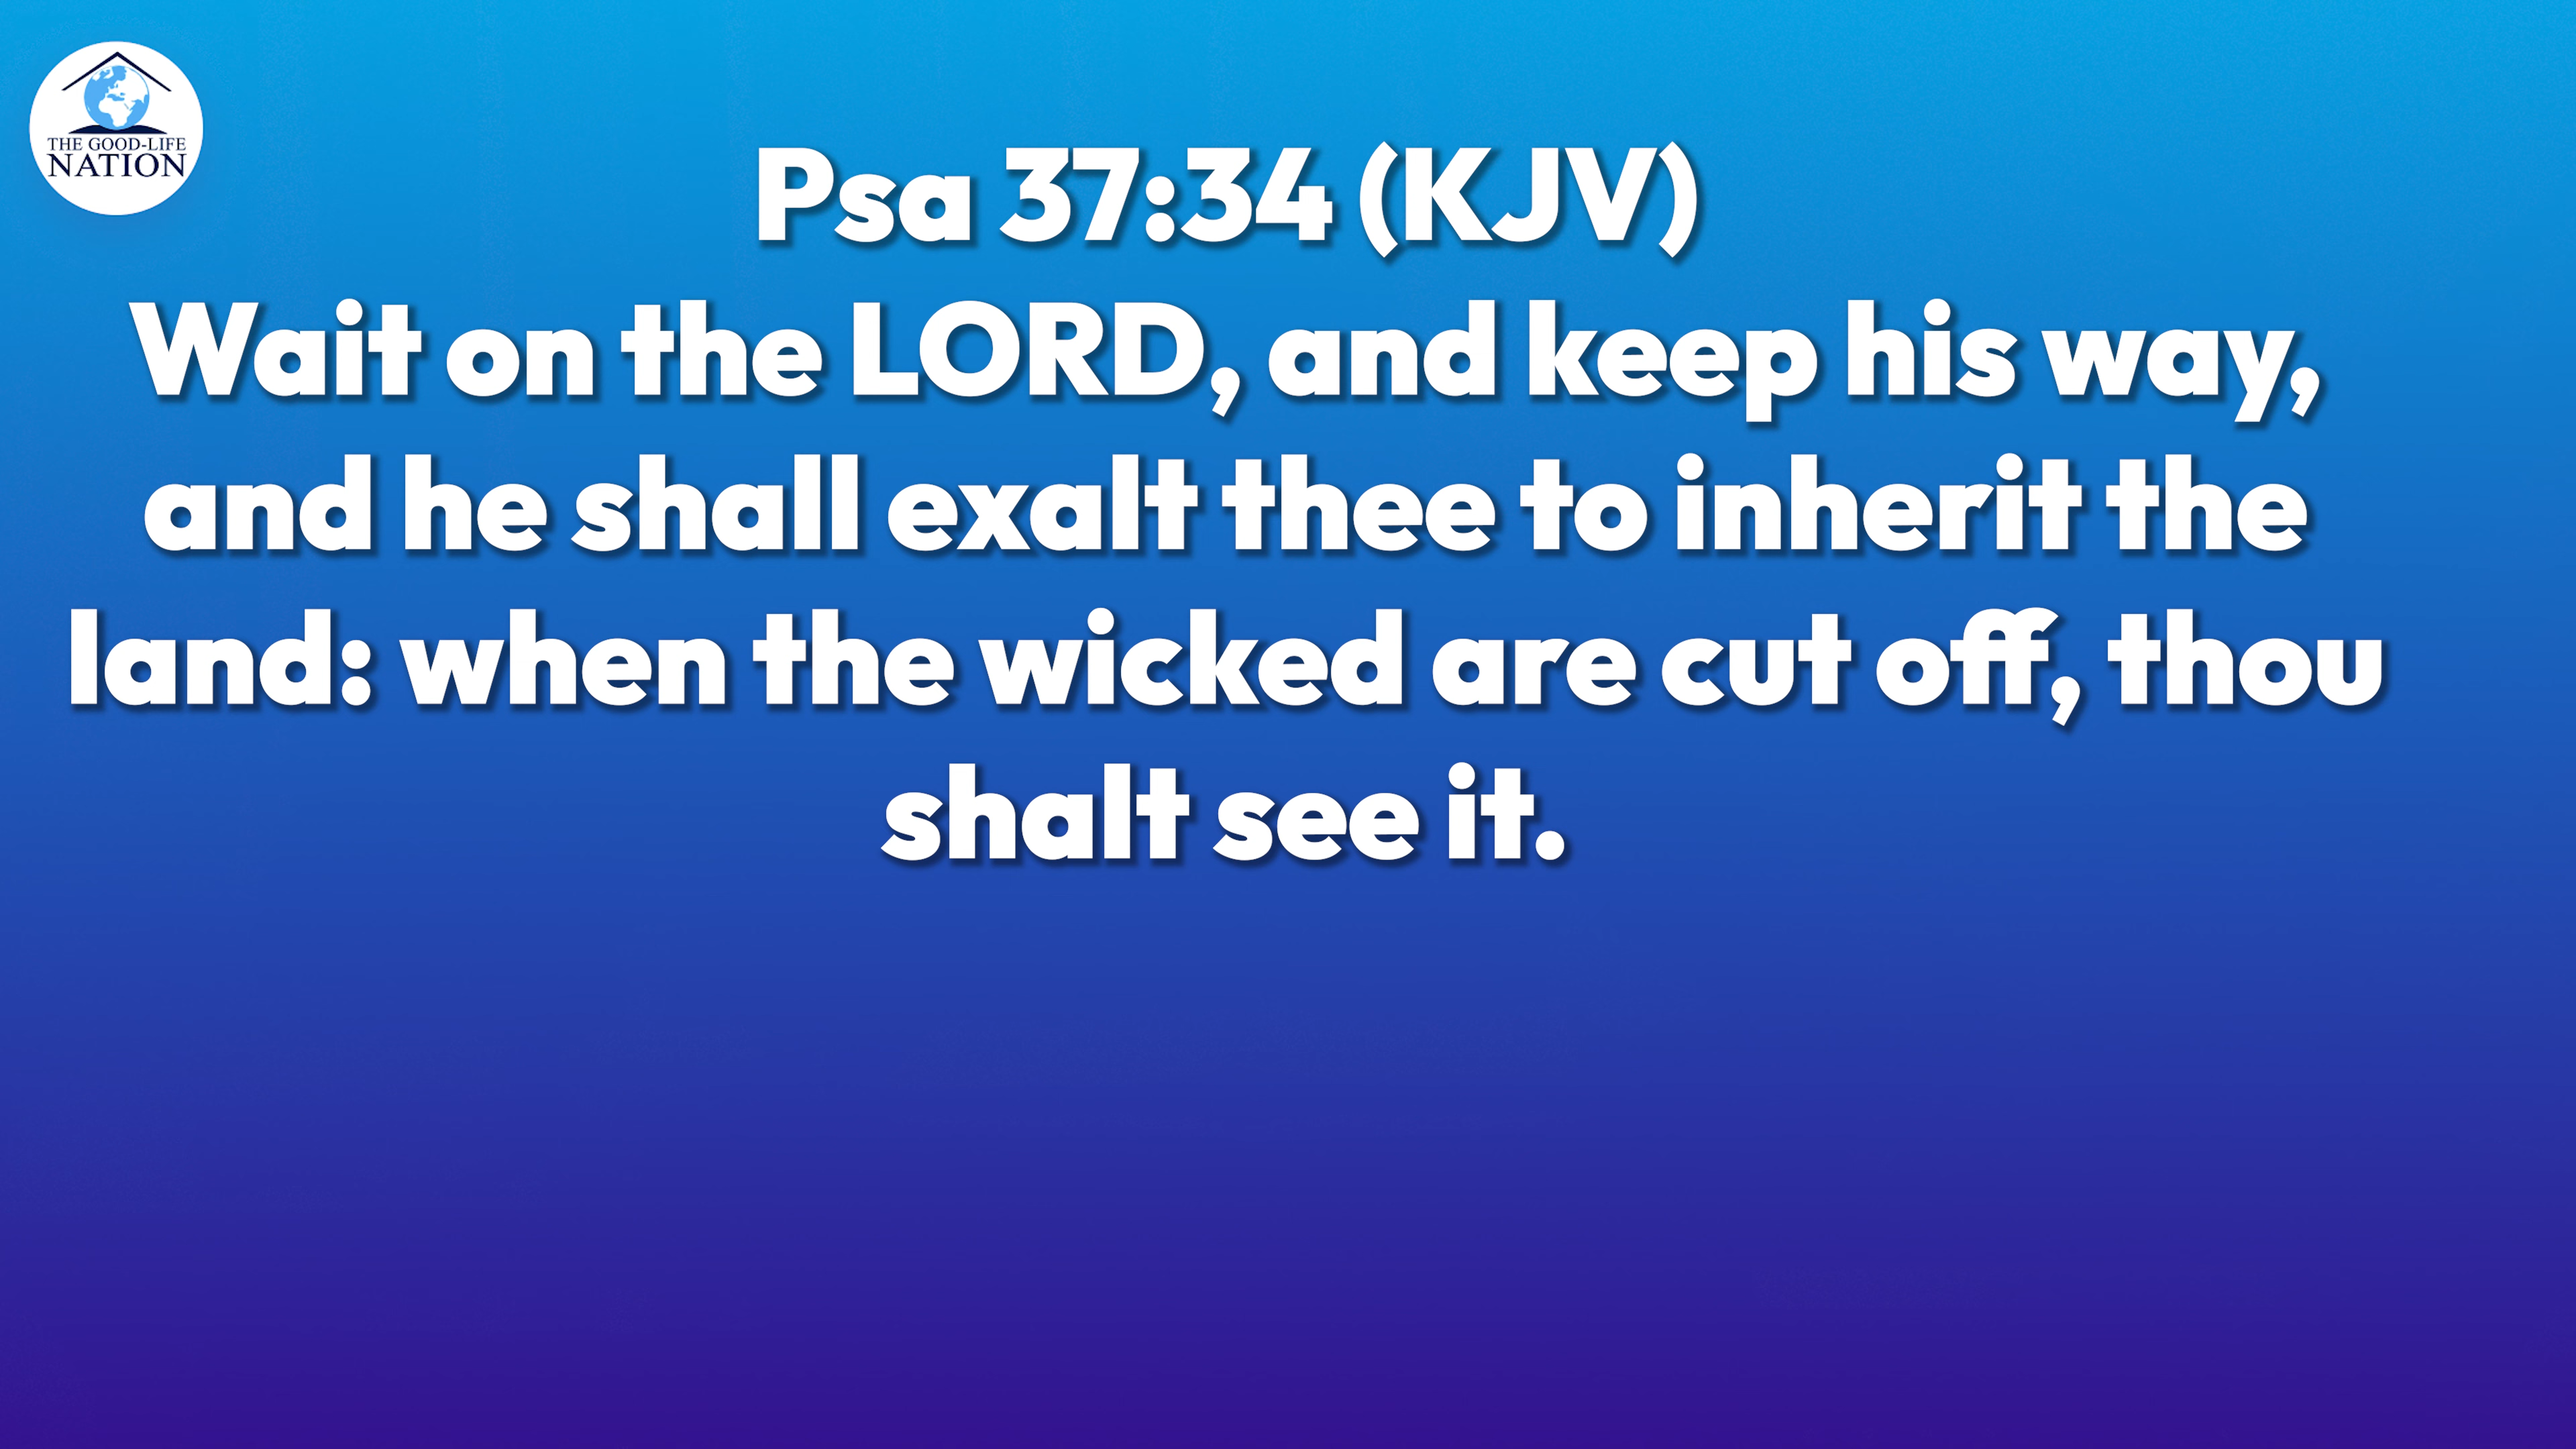 THE GOOD-LIFE
NATION
Psa 37:34 (KJV)
Wait on the LORD, and keep his way,
and he shall exalt thee to inherit the
land: when the wicked are cut off, thou
shalt see it.